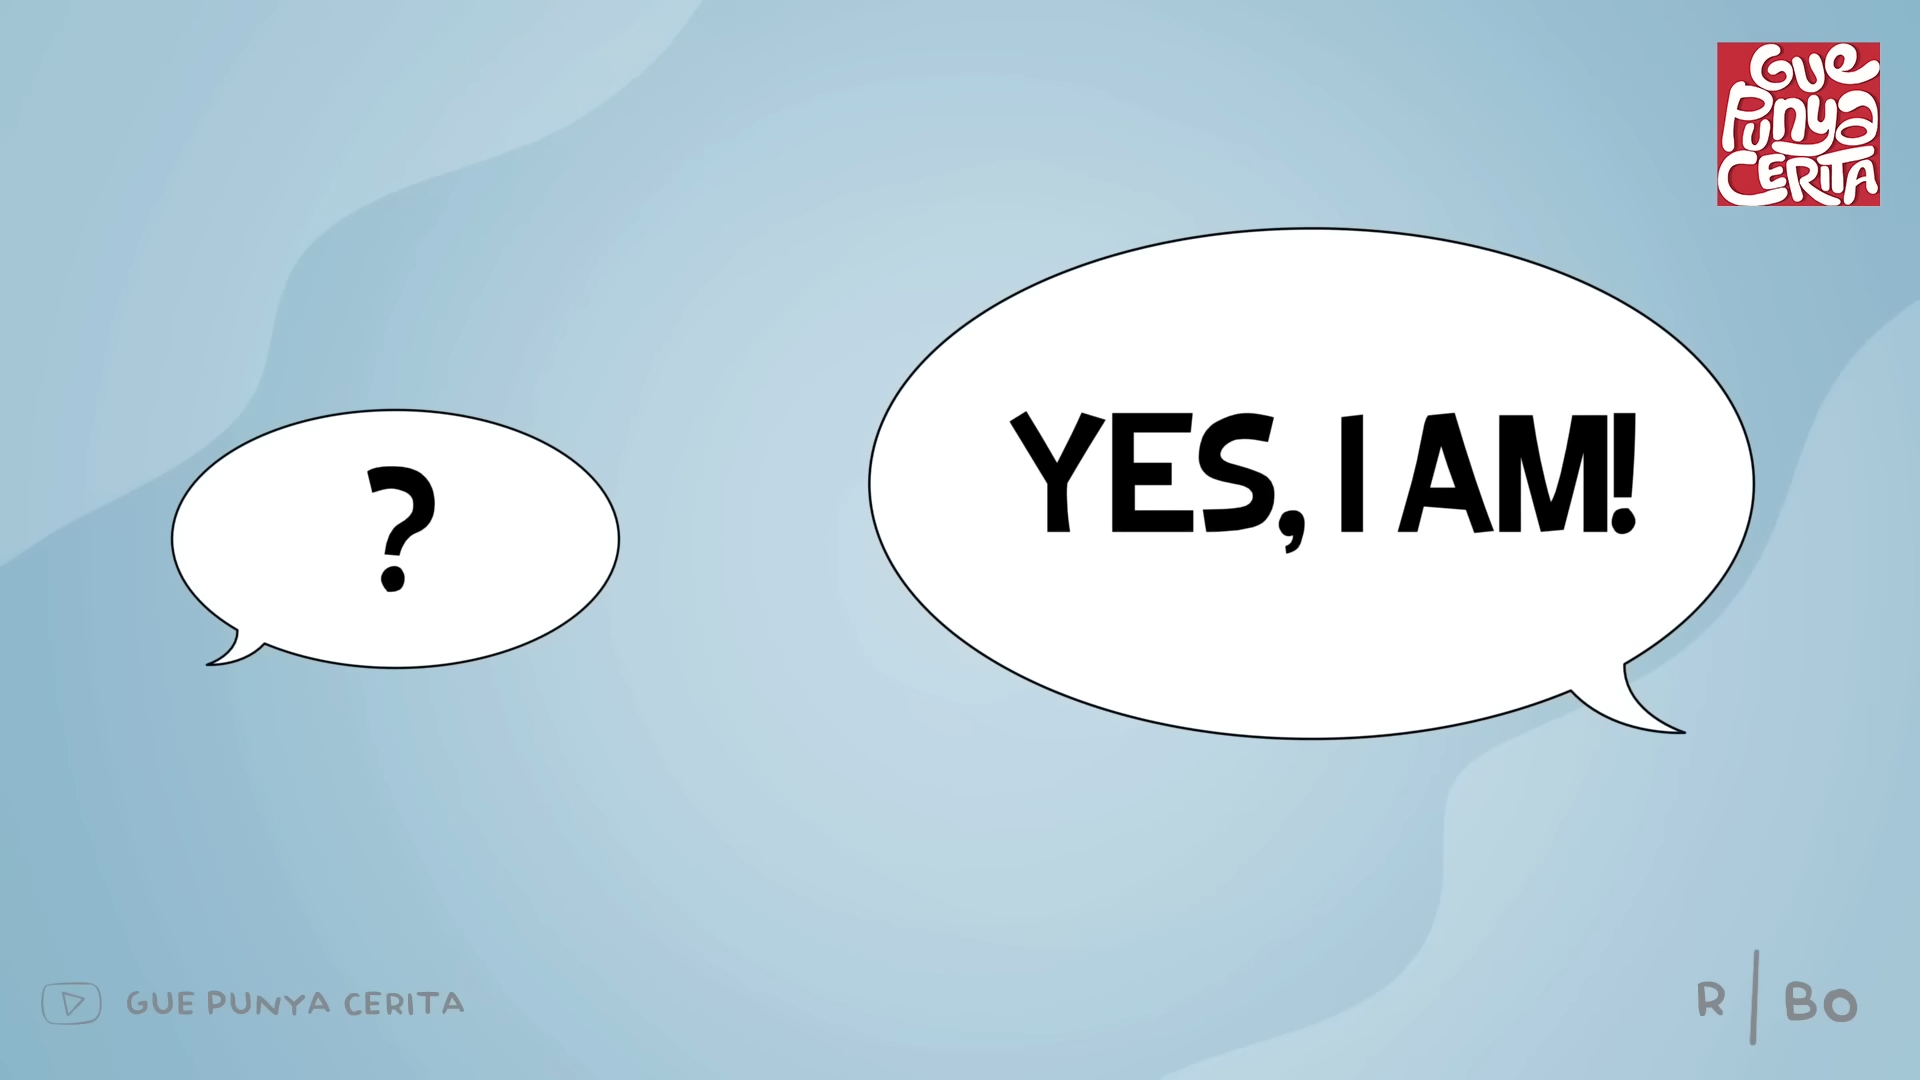 Gue
Punya
CERITA
?
YES, I AM!
GUE PUNYA CERITA
R | BO